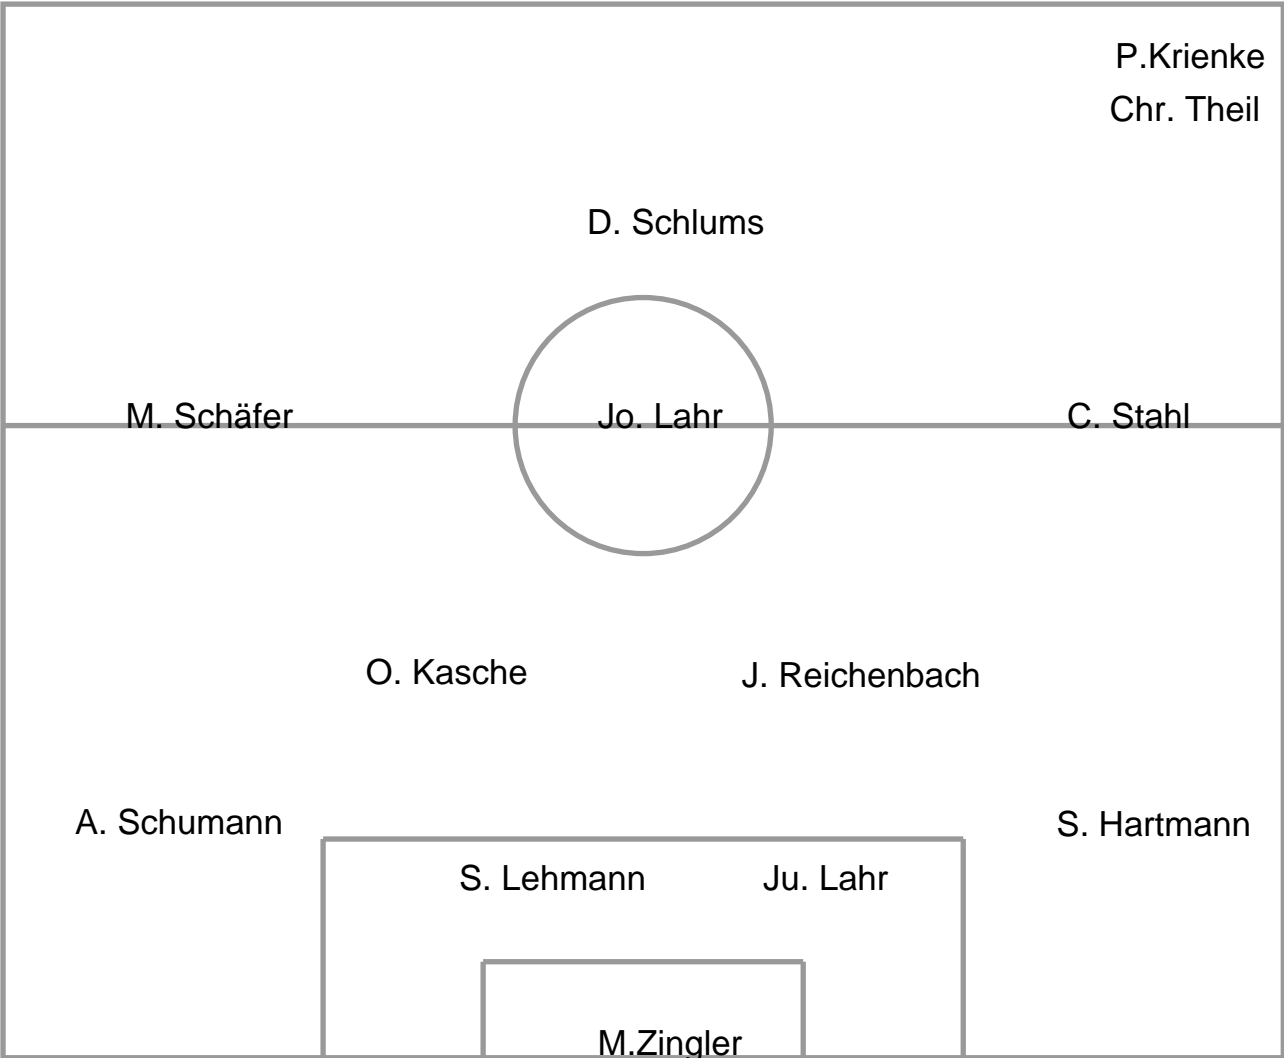 P.Krienke
Chr. Theil
D. Schlums
M. Schäfer
Jo. Lahr
C. Stahl
O. Kasche
J. Reichenbach
A. Schumann
S. Hartmann
S. Lehmann
Ju. Lahr
M.Zingler